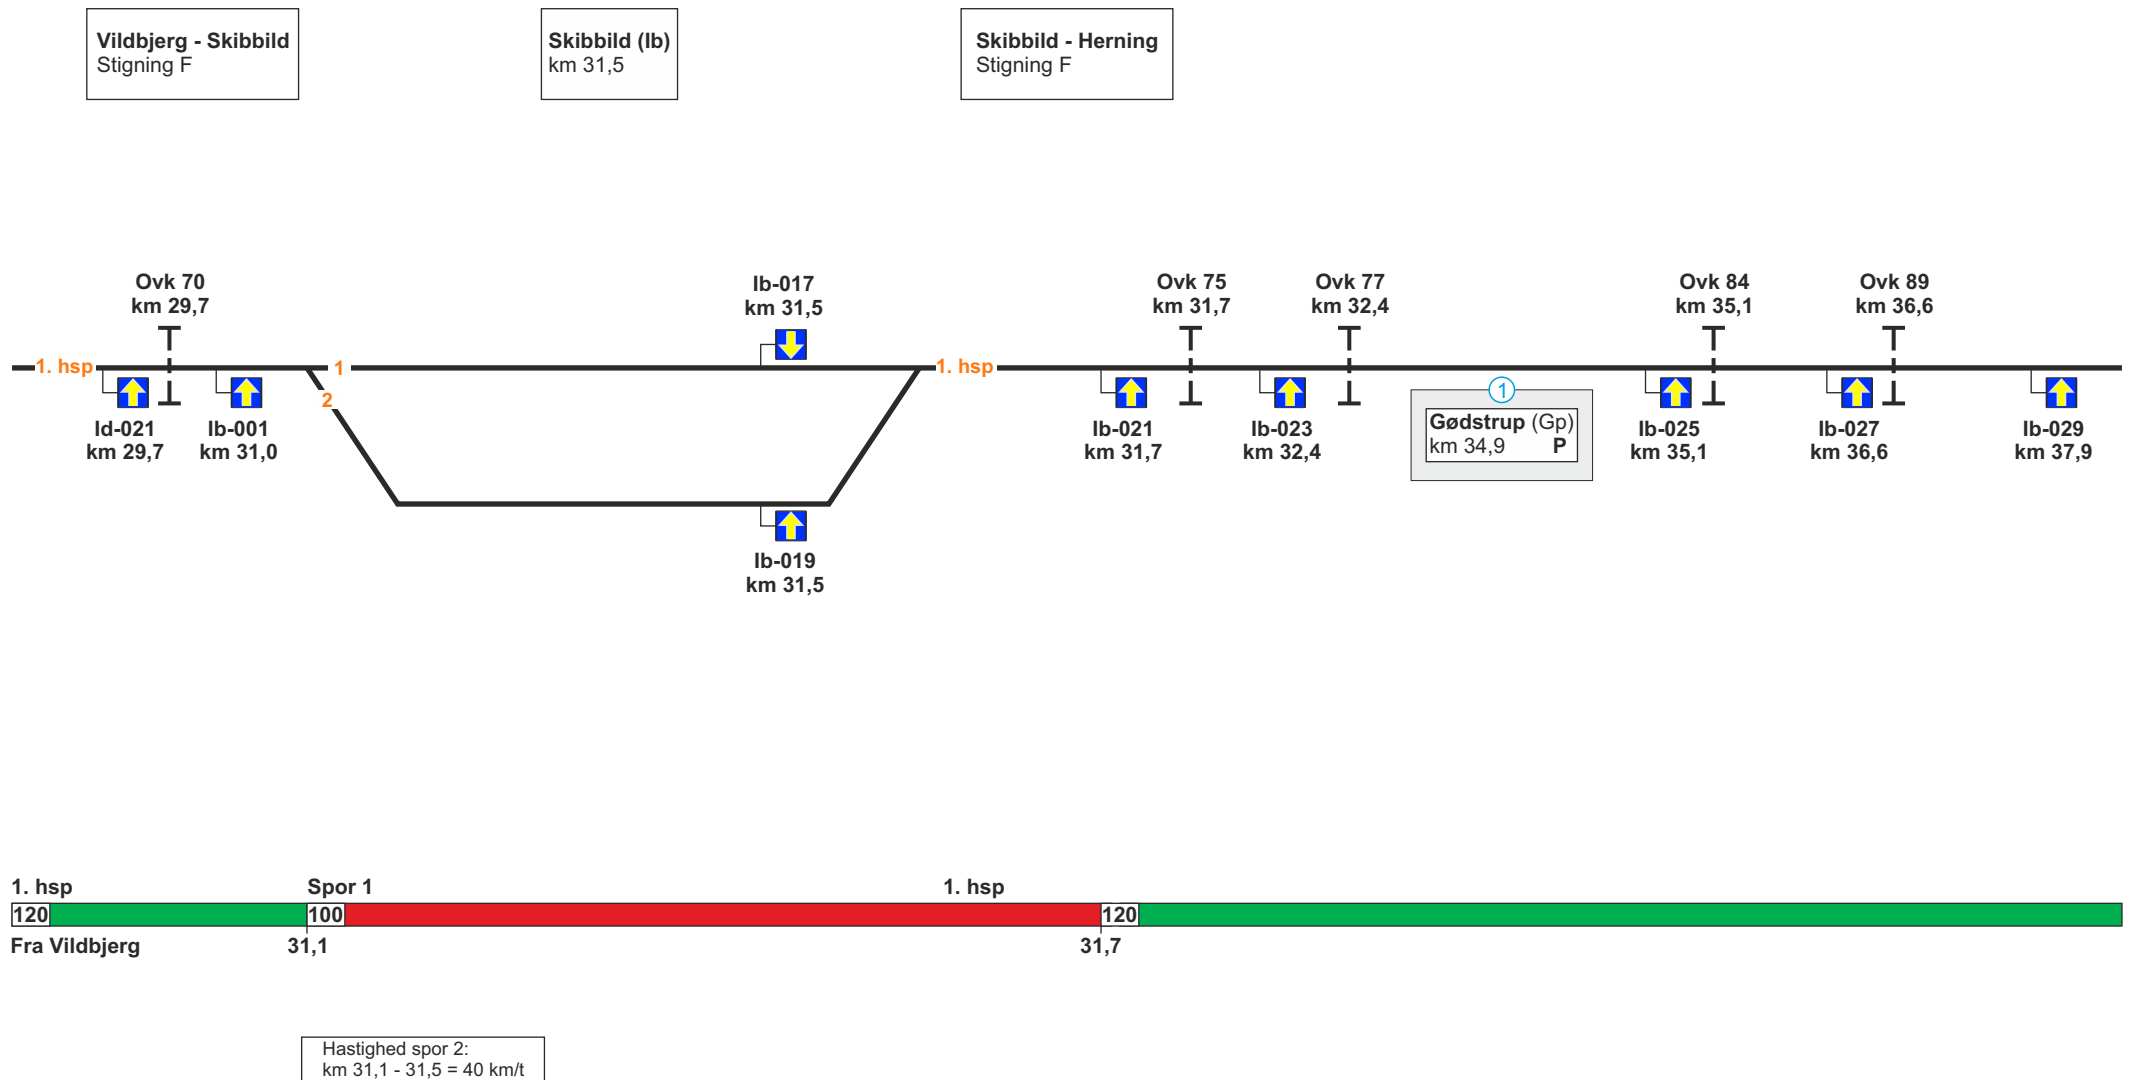 Vildbjerg - Skibbild
Stigning F
Skibbild (Ib)
km 31,5
Skibbild - Herning
Stigning F
Ovk 70
km 29,7
Ib-017
km 31,5
Ovk 75
km 31,7
Ovk 77
km 32,4
Ovk 84
km 35,1
Ovk 89
km 36,6
1. hsp
1
2
1. hsp
1
Id-021
km 29,7
Ib-001
km 31,0
Ib-021
km 31,7
Ib-023
km 32,4
Gødstrup (Gp)
km 34,9 P
Ib-025
km 35,1
Ib-027
km 36,6
Ib-029
km 37,9
Ib-019
km 31,5
1. hsp
Spor 1
1. hsp
120
100
120
Fra Vildbjerg
31,1
31,7
Hastighed spor 2:
km 31,1 - 31,5 = 40 km/t